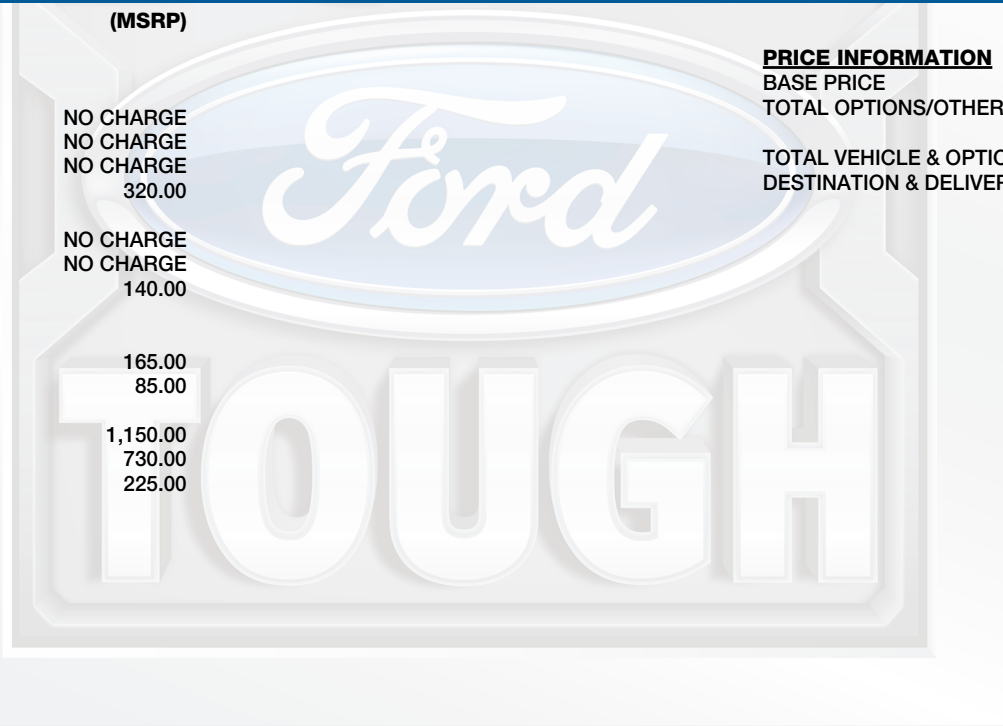 (MSRP)
NO CHARGE
NO CHARGE
NO CHARGE
320.00
NO CHARGE
NO CHARGE
140.00
165.00
85.00
1,150.00
730.00
225.00
PRICE INFORMATION
BASE PRICE
TOTAL OPTIONS/OTHER
TOTAL VEHICLE & OPTIO
DESTINATION & DELIVER
Ford
TOUGH